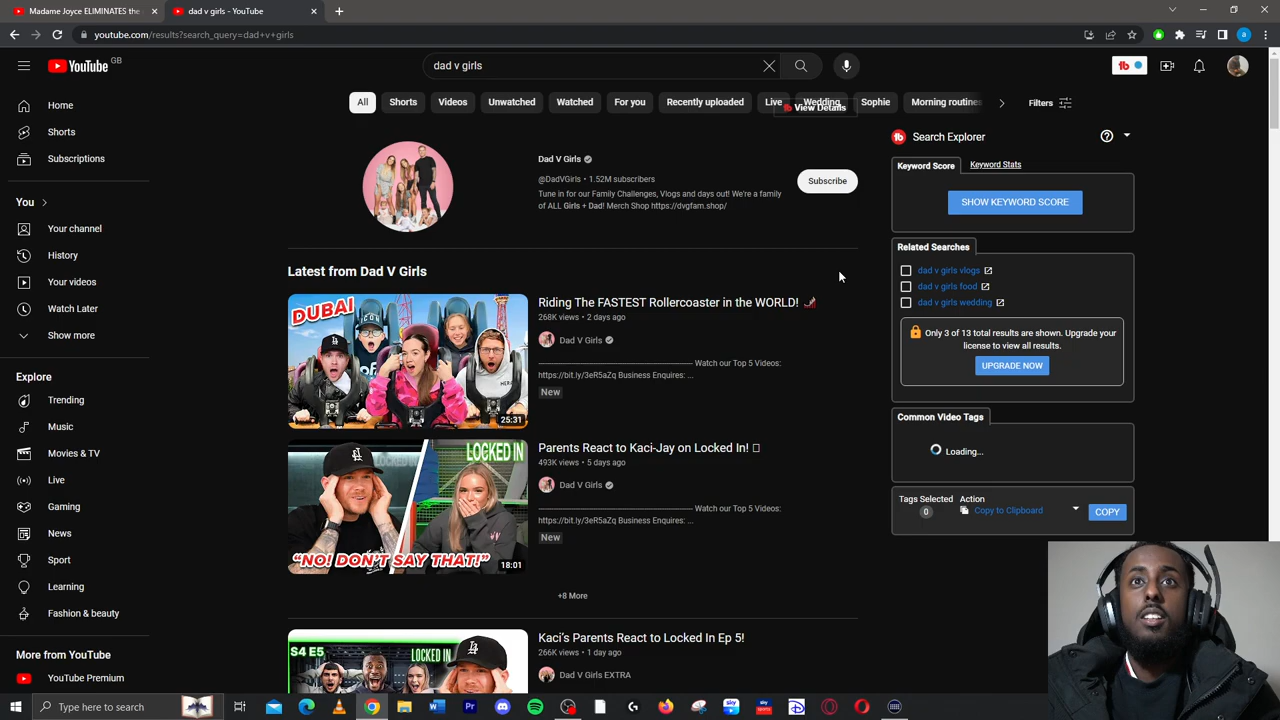 Madame Joyce ELIMINATES the
dad v girls - YouTube
youtube.com/results?search_query=dad+v+girls
a
YouTube GB
dad v girls
tb
All
Shorts
Videos
Unwatched
Watched
For you
Recently uploaded
Live
Wedding
Sophie
Morning routines
Filters
tb View Details
Home
Shorts
Subscriptions
You
Your channel
History
Your videos
Watch Later
Show more
Explore
Trending
Music
Movies & TV
Live
Gaming
News
Sport
Learning
Fashion & beauty
More from YouTube
YouTube Premium
Dad V Girls
@DadVGirls • 1.52M subscribers
Tune in for our Family Challenges, Vlogs and days out! We're a family
of ALL Girls + Dad! Merch Shop https://dvgfam.shop/
Subscribe
Latest from Dad V Girls
DUBAI
25:31
Riding The FASTEST Rollercoaster in the WORLD! 🎢
268K views • 2 days ago
Dad V Girls
Watch our Top 5 Videos:
https://bit.ly/3eR5aZq Business Enquires: ...
New
LOCKED IN
"NO! DON'T SAY THAT!"
18:01
Parents React to Kaci-Jay on Locked In!
493K views • 5 days ago
Dad V Girls
Watch our Top 5 Videos:
https://bit.ly/3eR5aZq Business Enquires: ...
New
+8 More
S4 E5
LOCKED IN
Kaci's Parents React to Locked In Ep 5!
266K views • 1 day ago
Dad V Girls EXTRA
tb Search Explorer
Keyword Score
Keyword Stats
SHOW KEYWORD SCORE
Related Searches
dad v girls vlogs
dad v girls food
dad v girls wedding
Only 3 of 13 total results are shown. Upgrade your
license to view all results.
UPGRADE NOW
Common Video Tags
Loading...
Tags Selected
0
Action
Copy to Clipboard
COPY
Type here to search